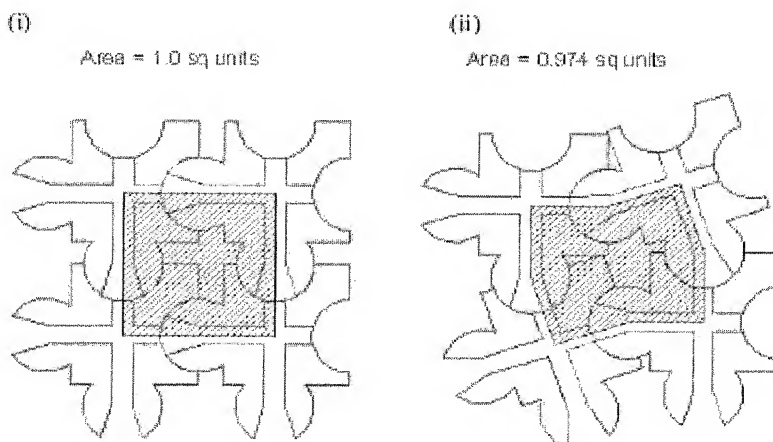 (i)
Area = 1.0 sq units
(ii)
Area = 0.974 sq units